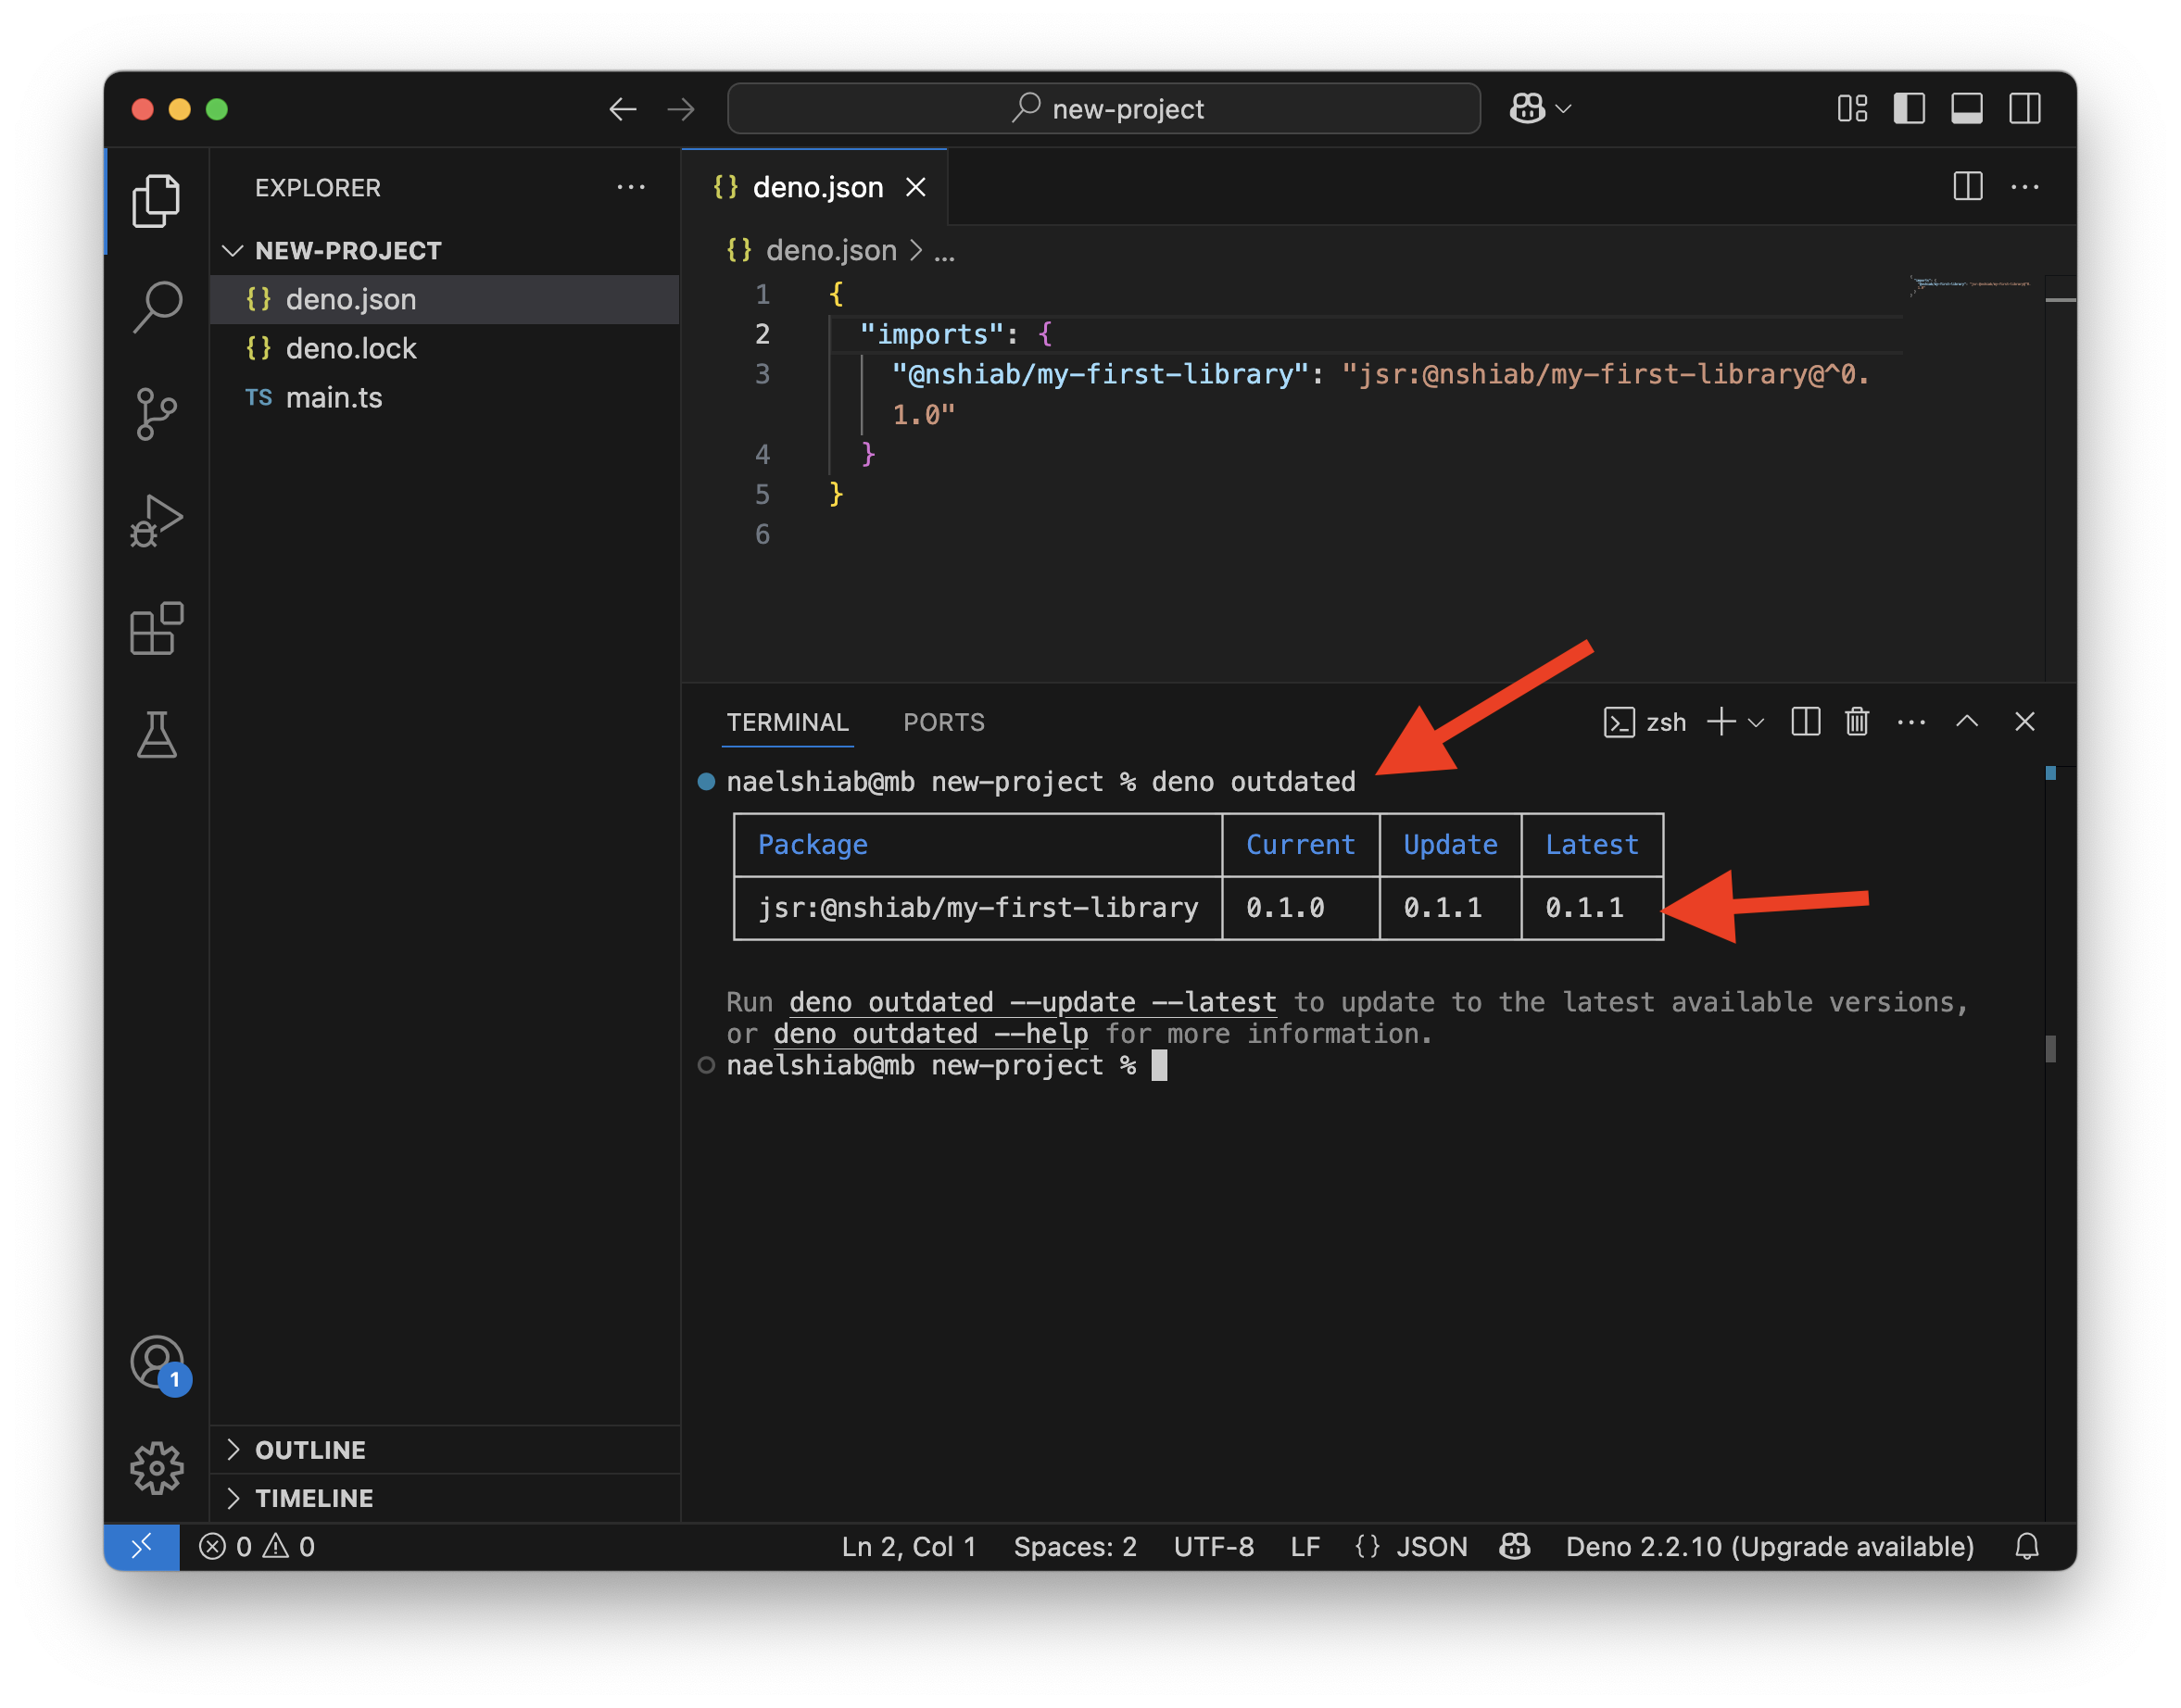 new-project
EXPLORER
NEW-PROJECT
{} deno.json
{} deno.lock
TS main.ts
{} deno.json
{} deno.json > ...
1 {
2 "imports": {
3 "@nshiab/my-first-library": "jsr:@nshiab/my-first-library@^0.
1.0"
4 }
5 }
6
TERMINAL PORTS
zsh
naelshiab@mb new-project % deno outdated
Package Current Update Latest
jsr:@nshiab/my-first-library 0.1.0 0.1.1 0.1.1
Run deno outdated --update --latest to update to the latest available versions,
or deno outdated --help for more information.
naelshiab@mb new-project %
1
OUTLINE
TIMELINE
0 0 Ln 2, Col 1 Spaces: 2 UTF-8 LF {} JSON Deno 2.2.10 (Upgrade available)